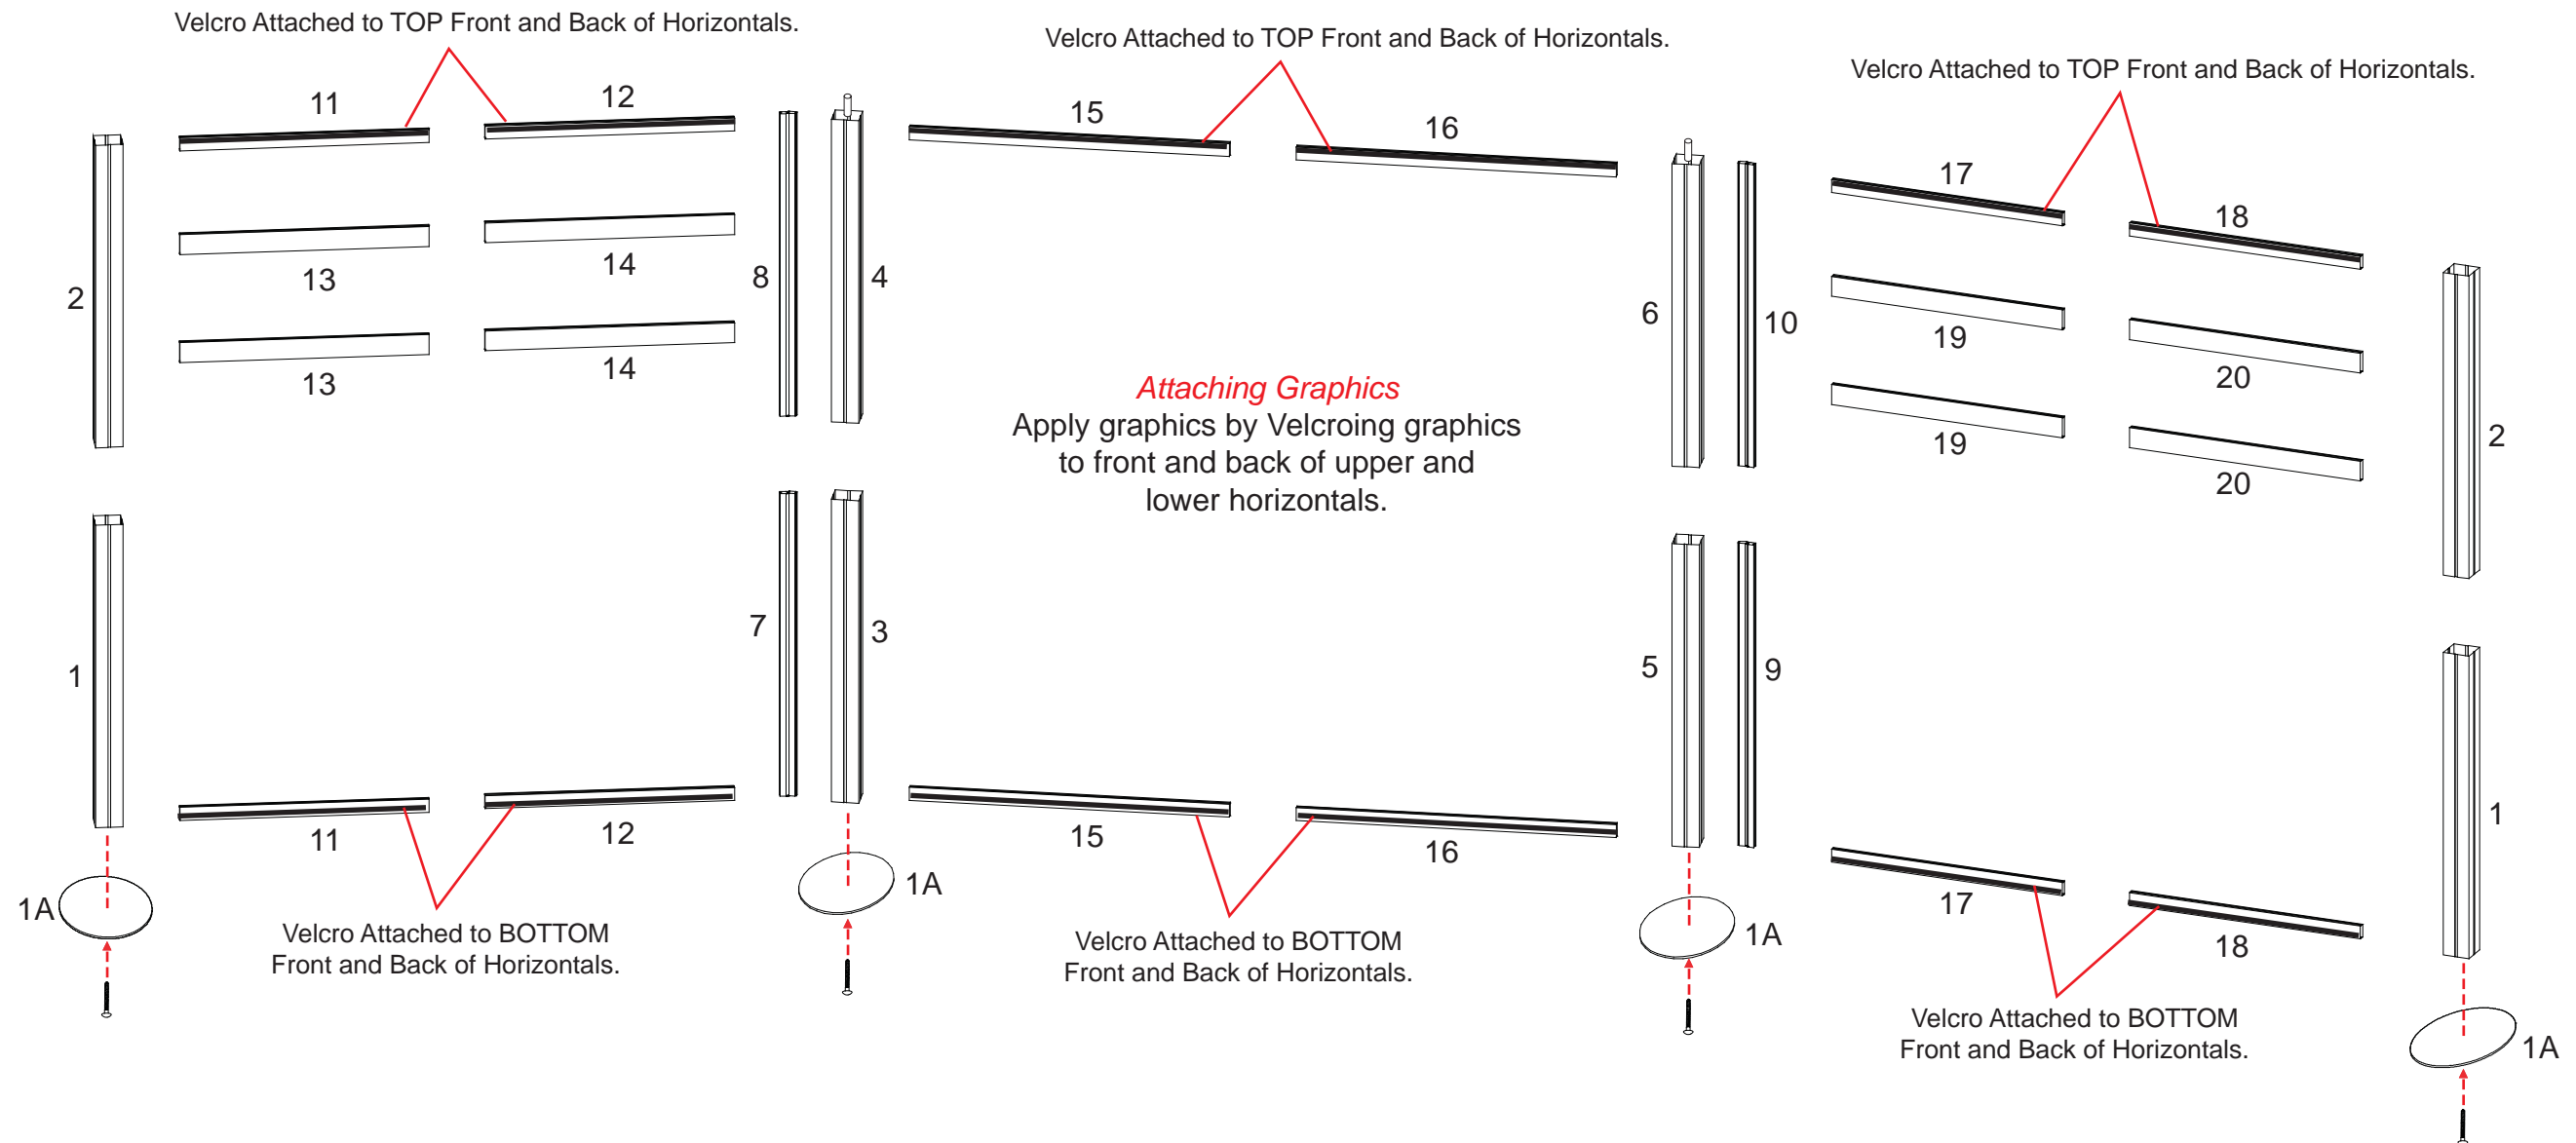 Velcro Attached to TOP Front and Back of Horizontals.
Velcro Attached to TOP Front and Back of Horizontals.
Velcro Attached to TOP Front and Back of Horizontals.
11
12
15
16
17
18
13
14
8
4
2
6
10
19
20
13
14
19
20
2
Attaching Graphics
Apply graphics by Velcroing graphics
to front and back of upper and
lower horizontals.
1
7
3
5
9
1
11
12
15
16
17
18
1A
1A
1A
1A
Velcro Attached to BOTTOM
Front and Back of Horizontals.
Velcro Attached to BOTTOM
Front and Back of Horizontals.
Velcro Attached to BOTTOM
Front and Back of Horizontals.